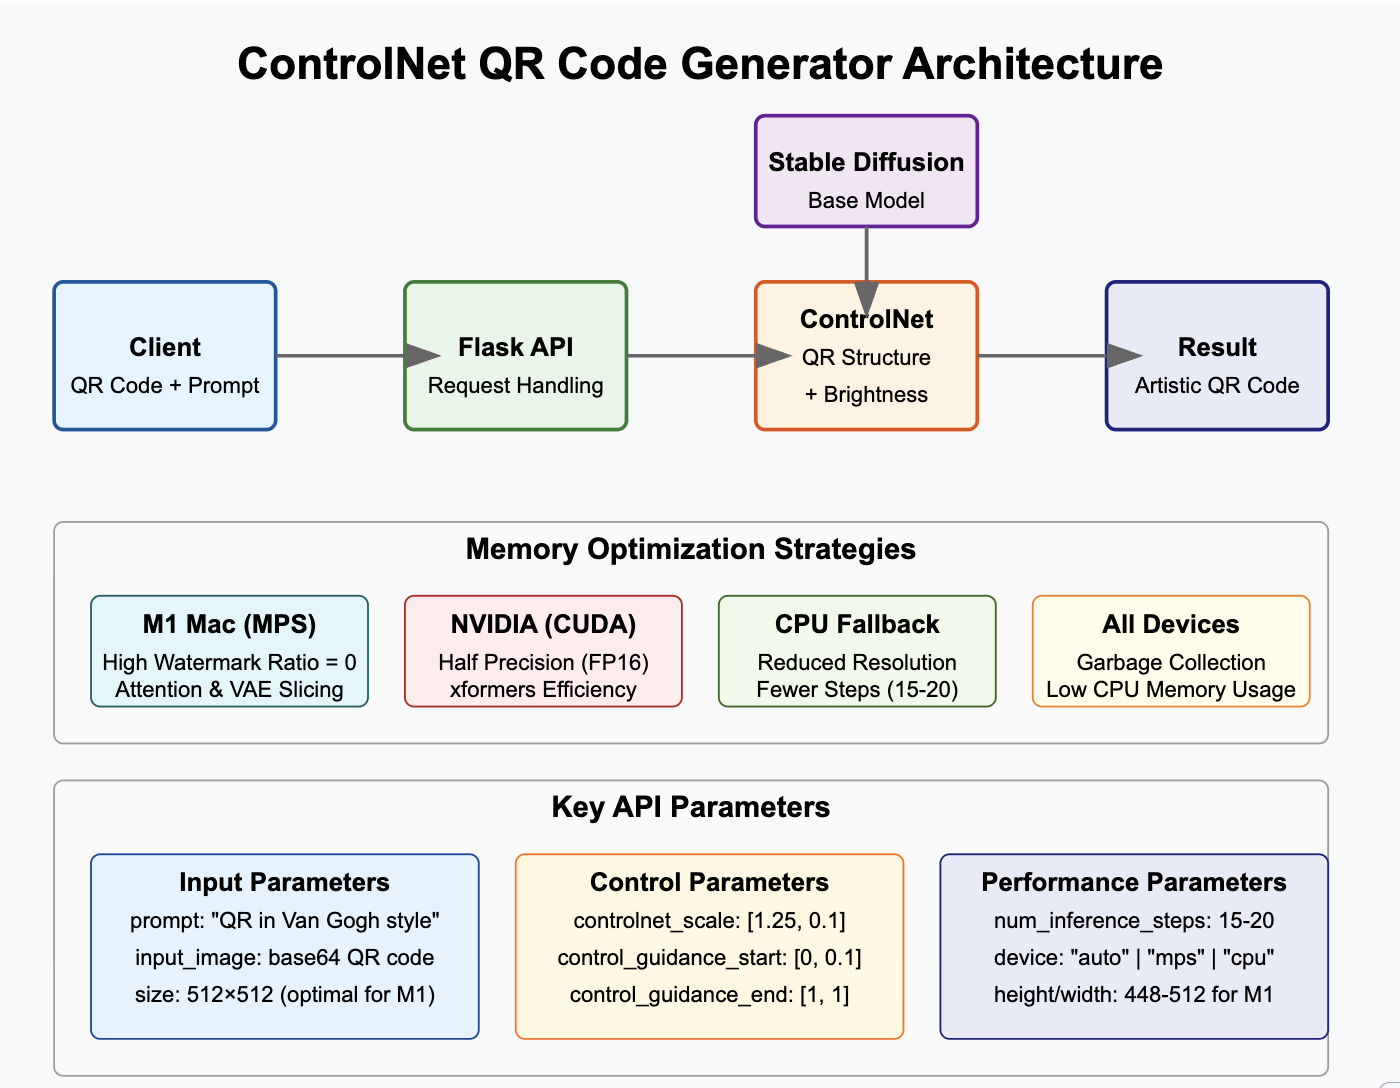 ControlNet QR Code Generator Architecture
Stable Diffusion
Base Model
Client
QR Code + Prompt
Flask API
Request Handling
ControlNet
QR Structure
+ Brightness
Result
Artistic QR Code
Memory Optimization Strategies
M1 Mac (MPS)
High Watermark Ratio = 0
Attention & VAE Slicing
NVIDIA (CUDA)
Half Precision (FP16)
xformers Efficiency
CPU Fallback
Reduced Resolution
Fewer Steps (15-20)
All Devices
Garbage Collection
Low CPU Memory Usage
Key API Parameters
Input Parameters
prompt: "QR in Van Gogh style"
input_image: base64 QR code
size: 512×512 (optimal for M1)
Control Parameters
controlnet_scale: [1.25, 0.1]
control_guidance_start: [0, 0.1]
control_guidance_end: [1, 1]
Performance Parameters
num_inference_steps: 15-20
device: "auto" | "mps" | "cpu"
height/width: 448-512 for M1